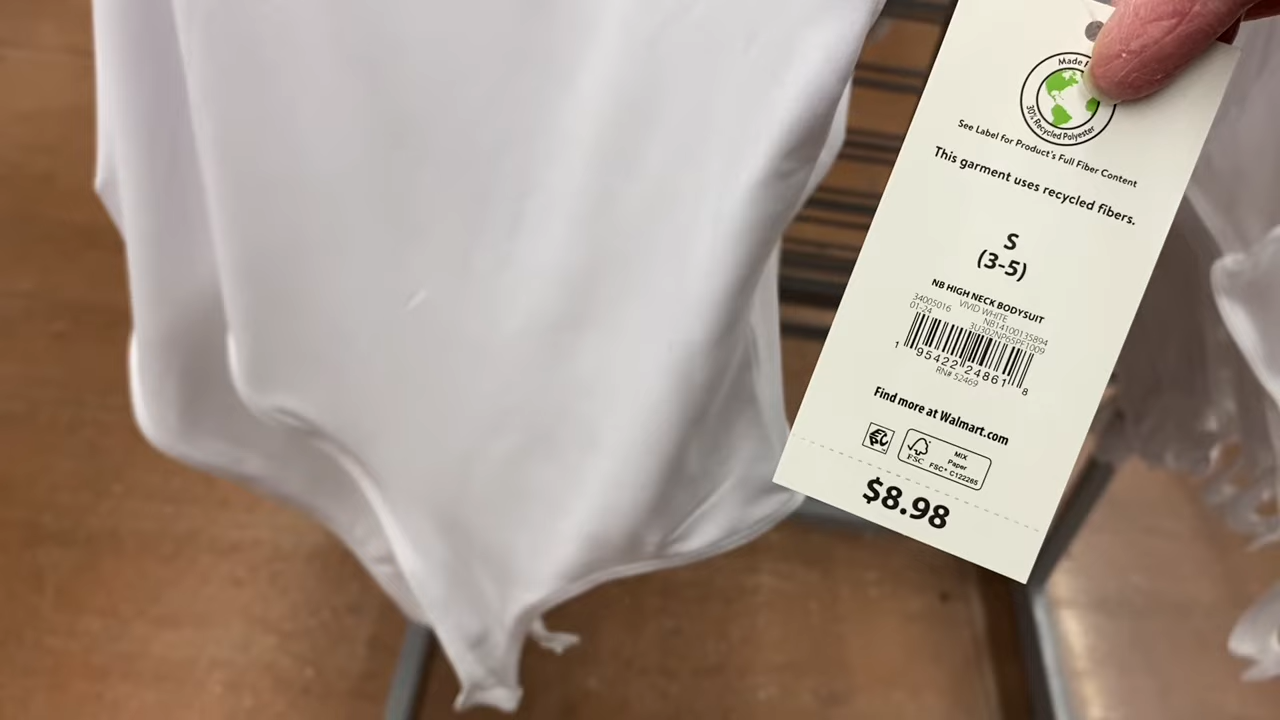 Made
30% Recycled Polyester
See Label for Product's Full Fiber Content
This garment uses recycled fibers.
S
(3-5)
NB HIGH NECK BODYSUIT
34005016 VIVID WHITE
01-24 NB14100135894
3U302NP65PF1009
1 95422 24861 8
RN# 52469
Find more at Walmart.com
FSC
MIX
Paper
FSC® C122265
$8.98